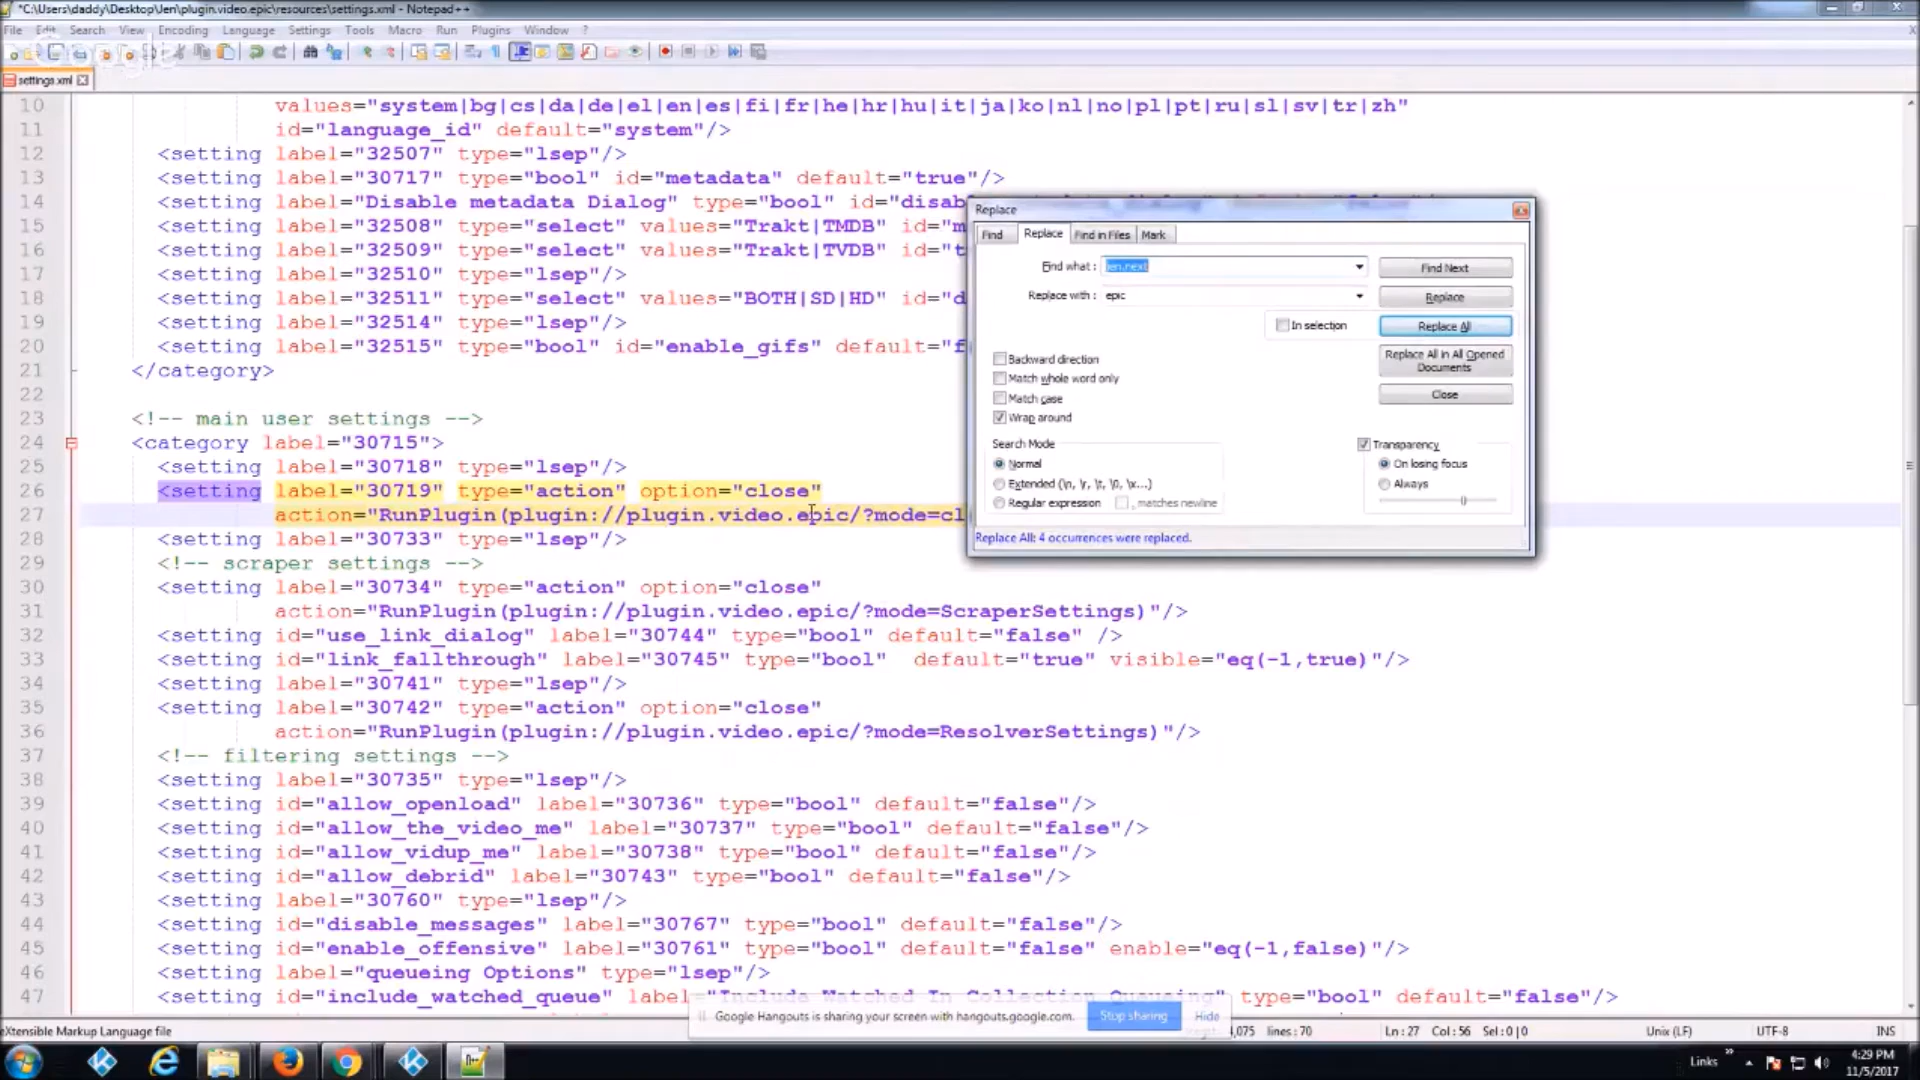 *C:\Users\daddy\Desktop\Jen\plugin.video.epic\resources\settings.xml - Notepad++
File Edit Search View Encoding Language Settings Tools Macro Run Plugins Window ?
Google
settings.xml
10 values="system|bg|cs|da|de|el|en|es|fi|fr|he|hr|hu|it|ja|ko|nl|no|pl|pt|ru|sl|sv|tr|zh"
11 id="language_id" default="system"/>
12 <setting label="32507" type="lsep"/>
13 <setting label="30717" type="bool" id="metadata" default="true"/>
14 <setting label="Disable metadata Dialog" type="bool" id="disab
15 <setting label="32508" type="select" values="Trakt|TMDB" id="m
16 <setting label="32509" type="select" values="Trakt|TVDB" id="t
17 <setting label="32510" type="lsep"/>
18 <setting label="32511" type="select" values="BOTH|SD|HD" id="d
19 <setting label="32514" type="lsep"/>
20 <setting label="32515" type="bool" id="enable_gifs" default="f
21 </category>
22
23 <!-- main user settings -->
24 <category label="30715">
25 <setting label="30718" type="lsep"/>
26 <setting label="30719" type="action" option="close"
27 action="RunPlugin(plugin://plugin.video.epic/?mode=cl
28 <setting label="30733" type="lsep"/>
29 <!-- scraper settings -->
30 <setting label="30734" type="action" option="close"
31 action="RunPlugin(plugin://plugin.video.epic/?mode=ScraperSettings)"/>
32 <setting id="use_link_dialog" label="30744" type="bool" default="false" />
33 <setting id="link_fallthrough" label="30745" type="bool"  default="true" visible="eq(-1,true)"/>
34 <setting label="30741" type="lsep"/>
35 <setting label="30742" type="action" option="close"
36 action="RunPlugin(plugin://plugin.video.epic/?mode=ResolverSettings)"/>
37 <!-- filtering settings -->
38 <setting label="30735" type="lsep"/>
39 <setting id="allow_openload" label="30736" type="bool" default="false"/>
40 <setting id="allow_the_video_me" label="30737" type="bool" default="false"/>
41 <setting id="allow_vidup_me" label="30738" type="bool" default="false"/>
42 <setting id="allow_debrid" label="30743" type="bool" default="false"/>
43 <setting label="30760" type="lsep"/>
44 <setting id="disable_messages" label="30767" type="bool" default="false"/>
45 <setting id="enable_offensive" label="30761" type="bool" default="false" enable="eq(-1,false)"/>
46 <setting label="queueing Options" type="lsep"/>
47 <setting id="include_watched_queue" label="Include Watched In Collection Queueing" type="bool" default="false"/>
Replace
Find Replace Find in Files Mark
Find what : jen.next Find Next
Replace with : epic Replace
In selection Replace All
Replace All in All Opened
Documents
Close
Backward direction
Match whole word only
Match case
Wrap around
Search Mode
Normal
Extended (\n, \r, \t, \0, \x...)
Regular expression . matches newline
Transparency
On losing focus
Always
Replace All: 4 occurrences were replaced.
Google Hangouts is sharing your screen with hangouts.google.com. Stop sharing Hide
eXtensible Markup Language file 4,075 lines : 70 Ln : 27 Col : 56 Sel : 0 | 0 Unix (LF) UTF-8 INS
Links » 4:29 PM
11/5/2017